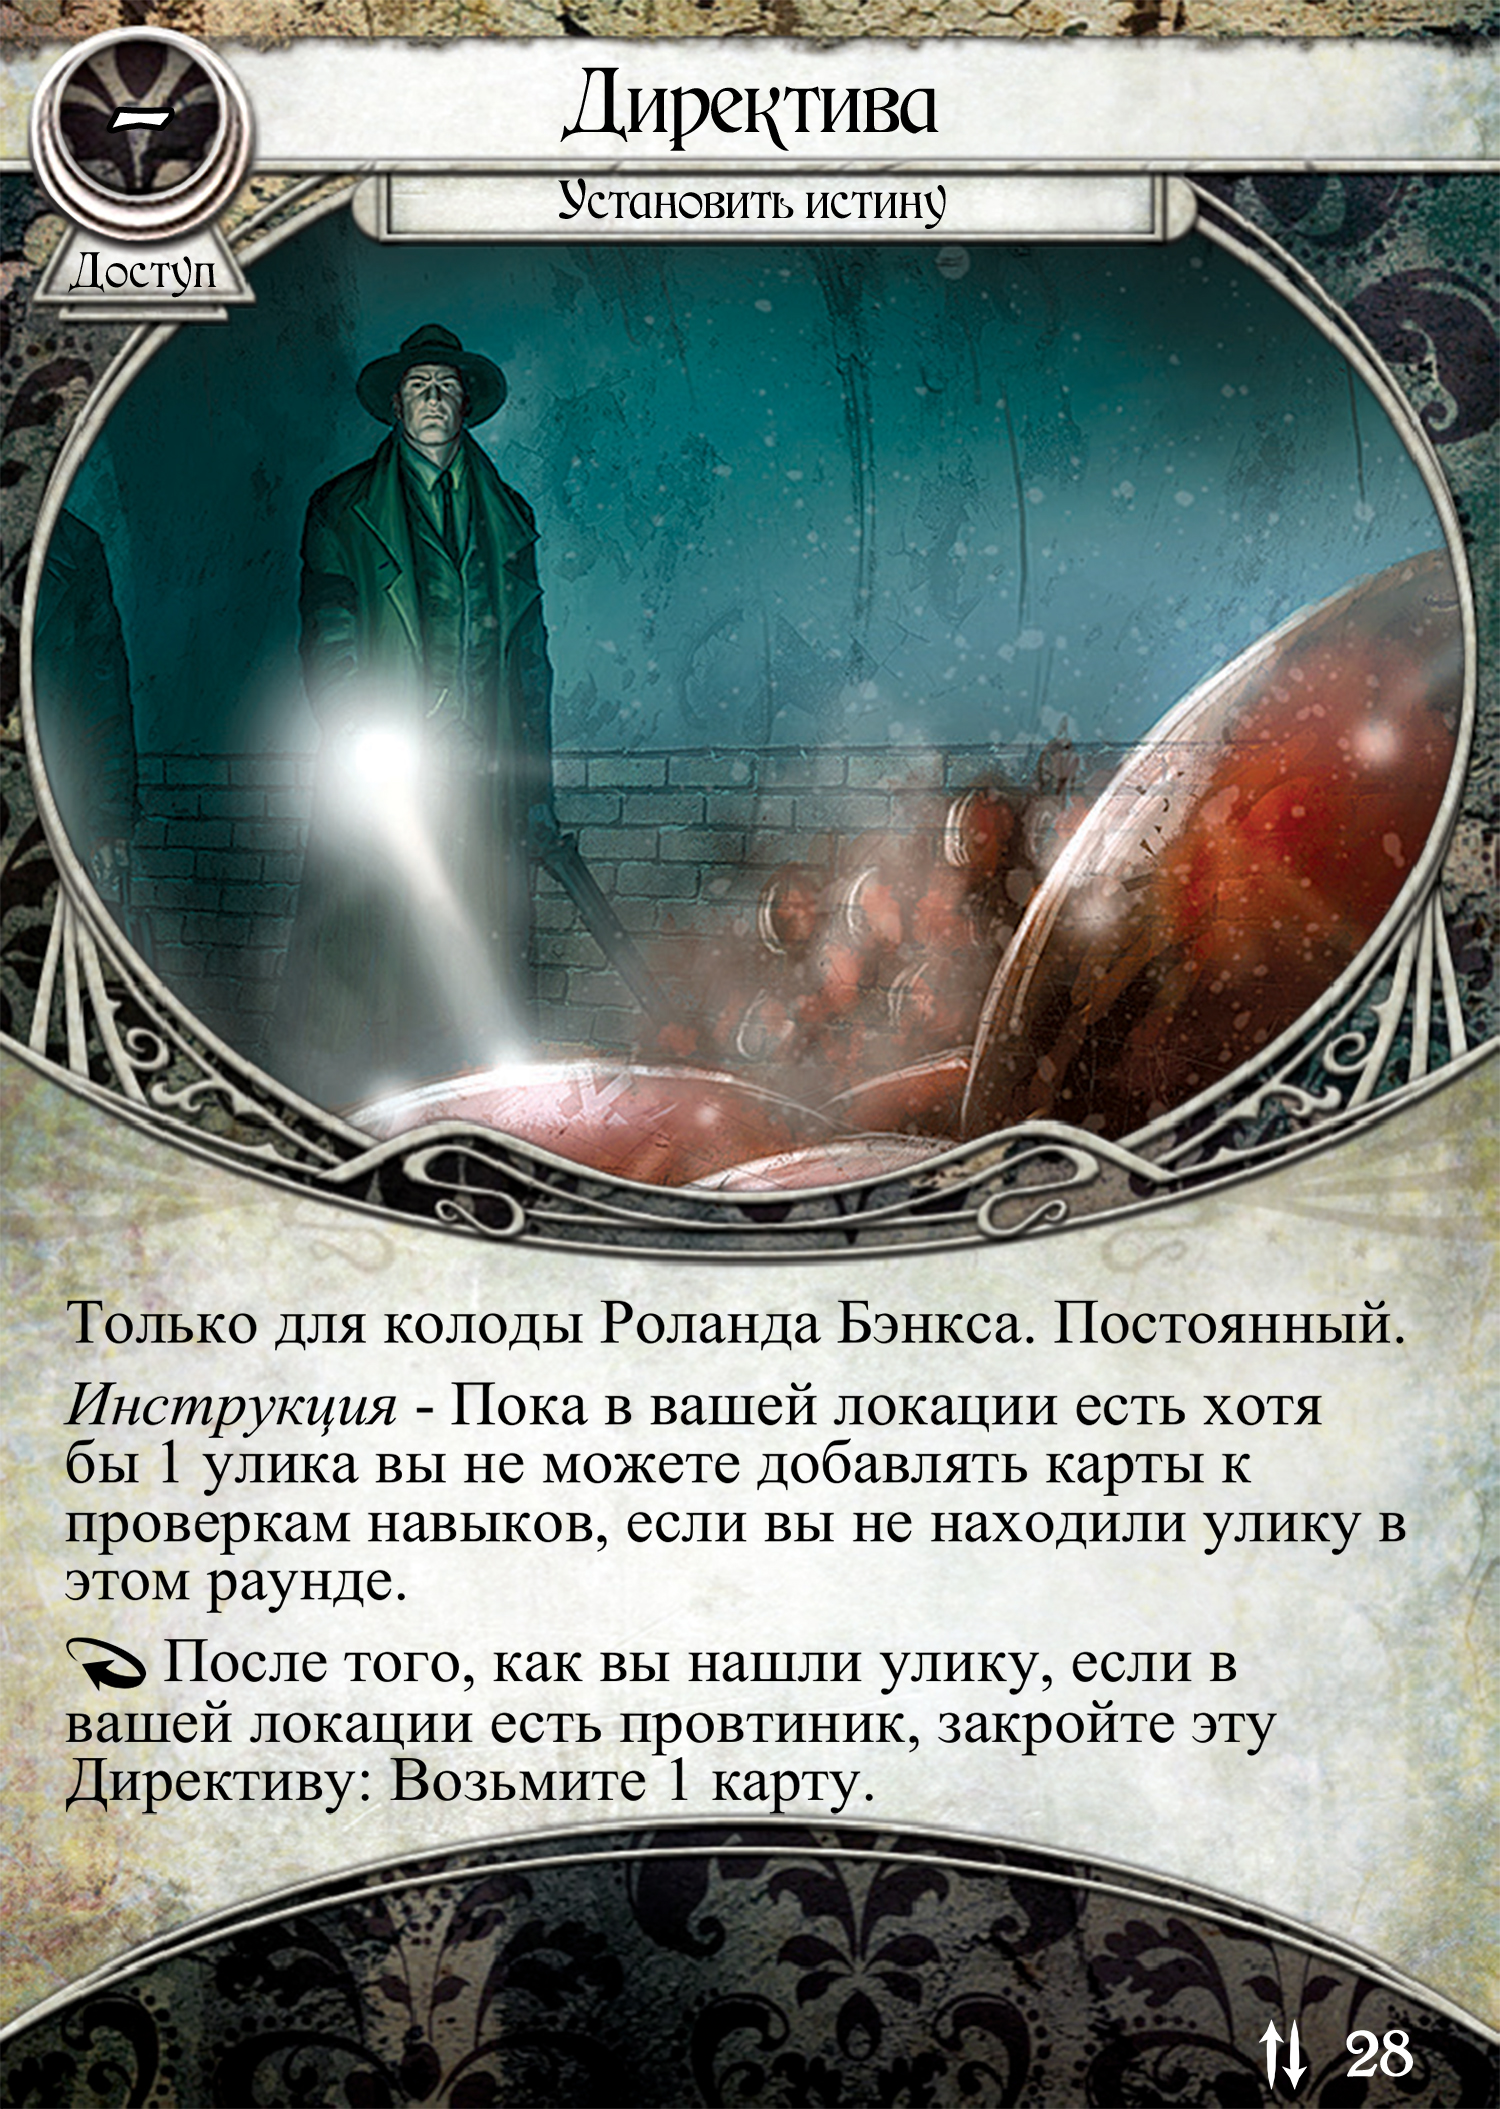 Директива
-
Установить истину
Доступ
Только для колоды Роланда Бэнкса. Постоянный.
Инструкция - Пока в вашей локации есть хотя
бы 1 улика вы не можете добавлять карты к
проверкам навыков, если вы не находили улику в
этом раунде.
После того, как вы нашли улику, если в
вашей локации есть провтиник, закройте эту
Директиву: Возьмите 1 карту.
28